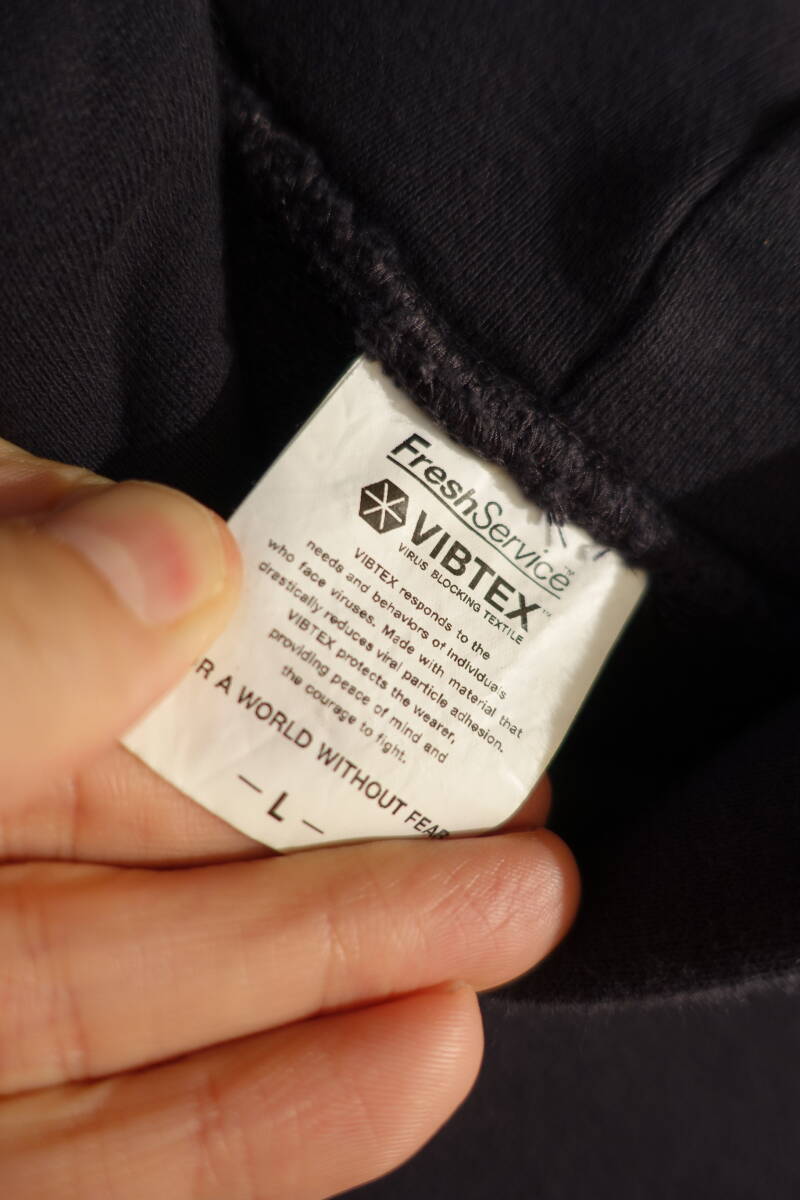 FreshService™
VIBTEX™
VIRUS BLOCKING TEXTILE
VIBTEX responds to the
needs and behaviors of individuals
who face viruses. Made with material that
drastically reduces viral particle adhesion.
VIBTEX protects the wearer,
providing peace of mind and
the courage to fight.
R A WORLD WITHOUT FEAR
– L –